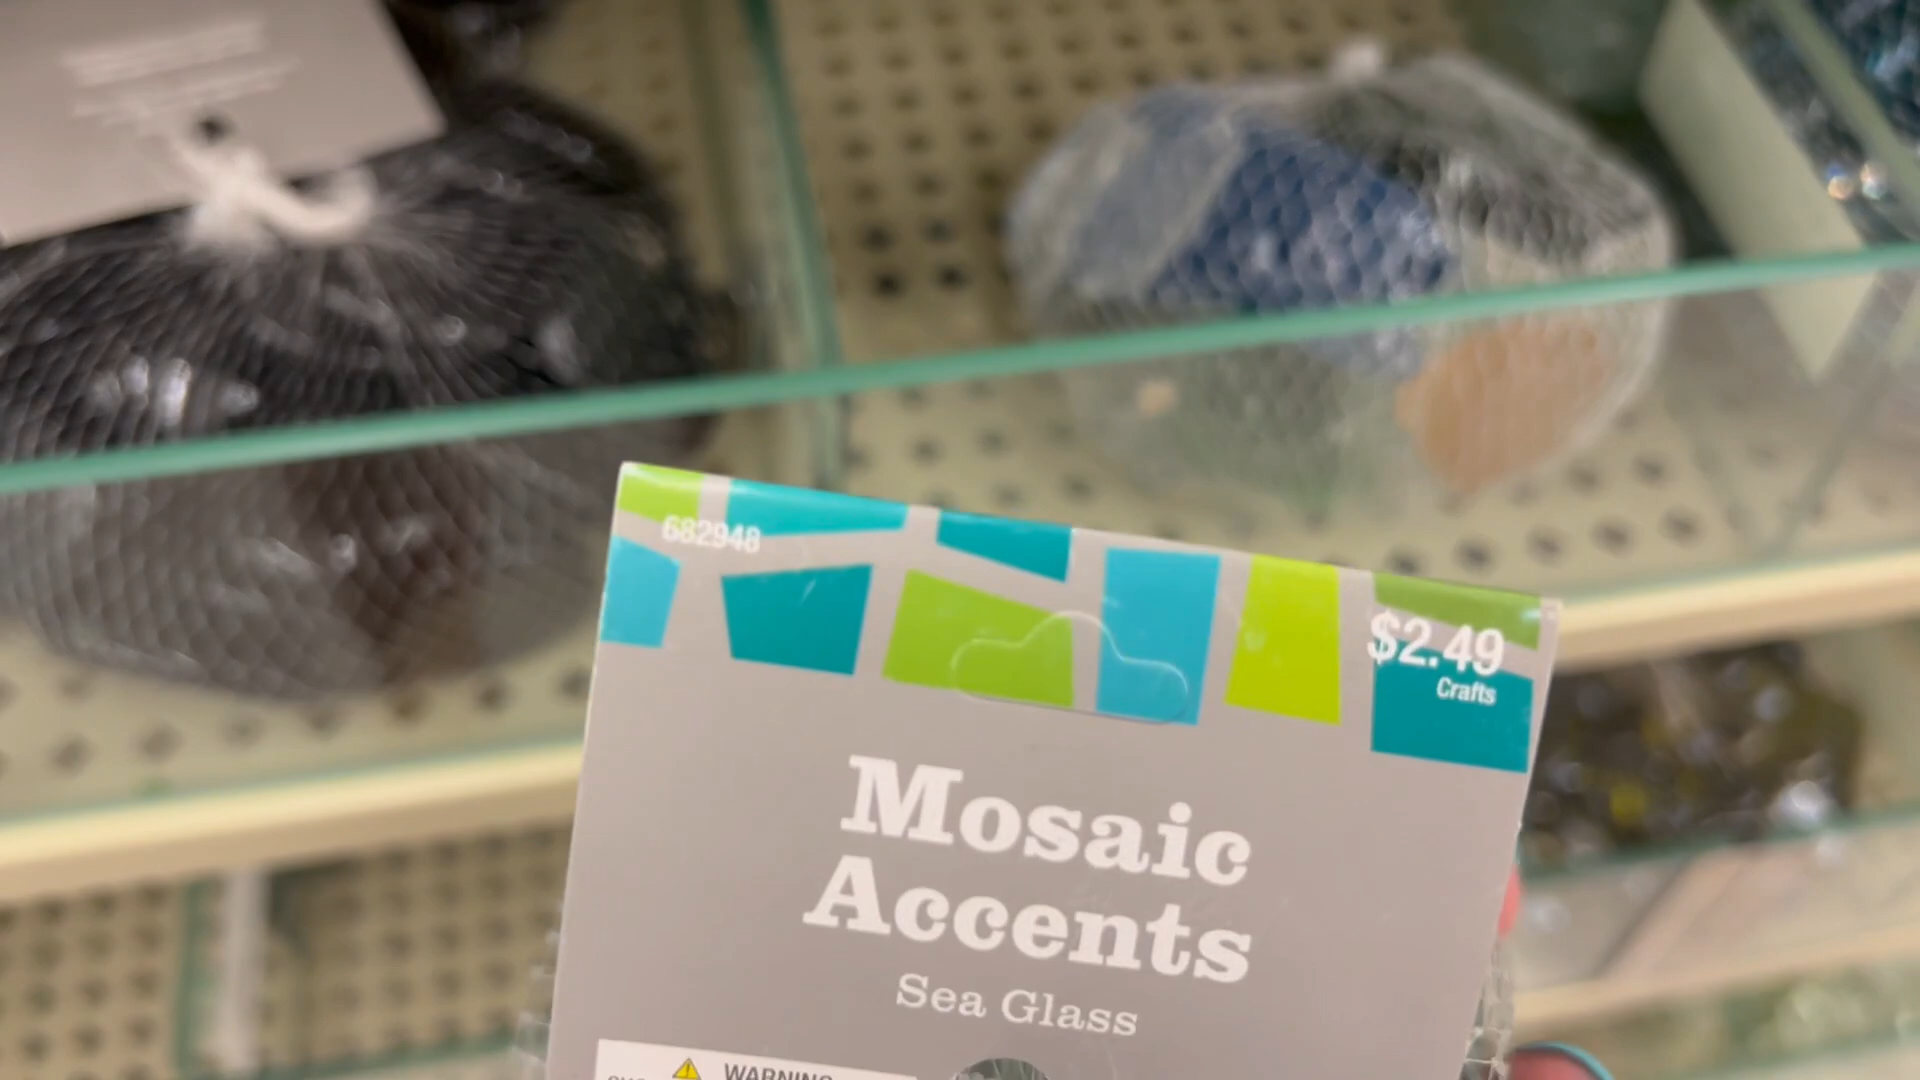 682948
$2.49
Crafts
Mosaic
Accents
Sea Glass
WARNING